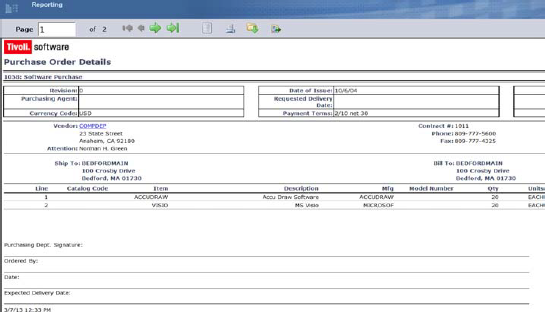 Reporting
Page 1 of 2
Tivoli. software
Purchase Order Details
1030: Software Purchase
Revision: 0 Date of Issue: 10/6/04
Purchasing Agent: Requested Delivery Date:
Currency Code: USD Payment Terms: 2/10 net 30
Vendor: COMPDEP Contract #: 1011
23 State Street Phone: 809-777-5600
Anahem, CA 92180 Fax: 809-777-4325
Attention: Norman H. Green
Ship To: BEDFORDMAIN Bill To: BEDFORDMAIN
100 Crosby Drive 100 Crosby Drive
Bedford, MA 01730 Bedford, MA 01730
Line Catalog Code Item Description Mfg Model Number Qty Units
1 ACCUDRAW Accu Draw Software ACCUDRAW 20 EACH
2 VISIO MS Visio MICROSOF 20 EACH
Purchasing Dept. Signature:
Ordered By:
Date:
Expected Delivery Date:
3/7/13 12:33 PM